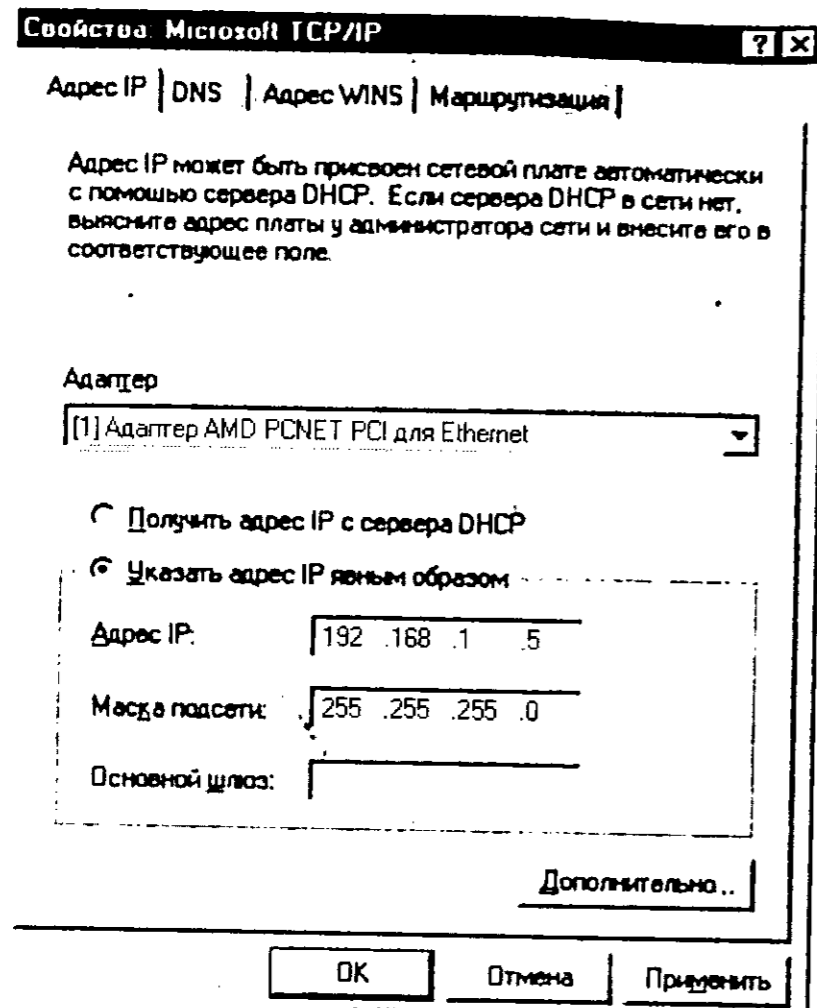 Свойства: Microsoft TCP/IP
? ×
Адрес IP DNS Адрес WINS Маршрутизация
Адрес IP может быть присвоен сетевой плате автоматически
с помощью сервера DHCP. Если сервера DHCP в сети нет,
выясните адрес платы у администратора сети и внесите его в
соответствующее поле.
Адаптер
[1] Адаптер AMD PCNET PCI для Ethernet
Получить адрес IP с сервера DHCP
Указать адрес IP явным образом
Адрес IP: 192 .168 .1 .5
Маска подсети: 255 .255 .255 .0
Основной шлюз:
Дополнительно..
OK Отмена Применить